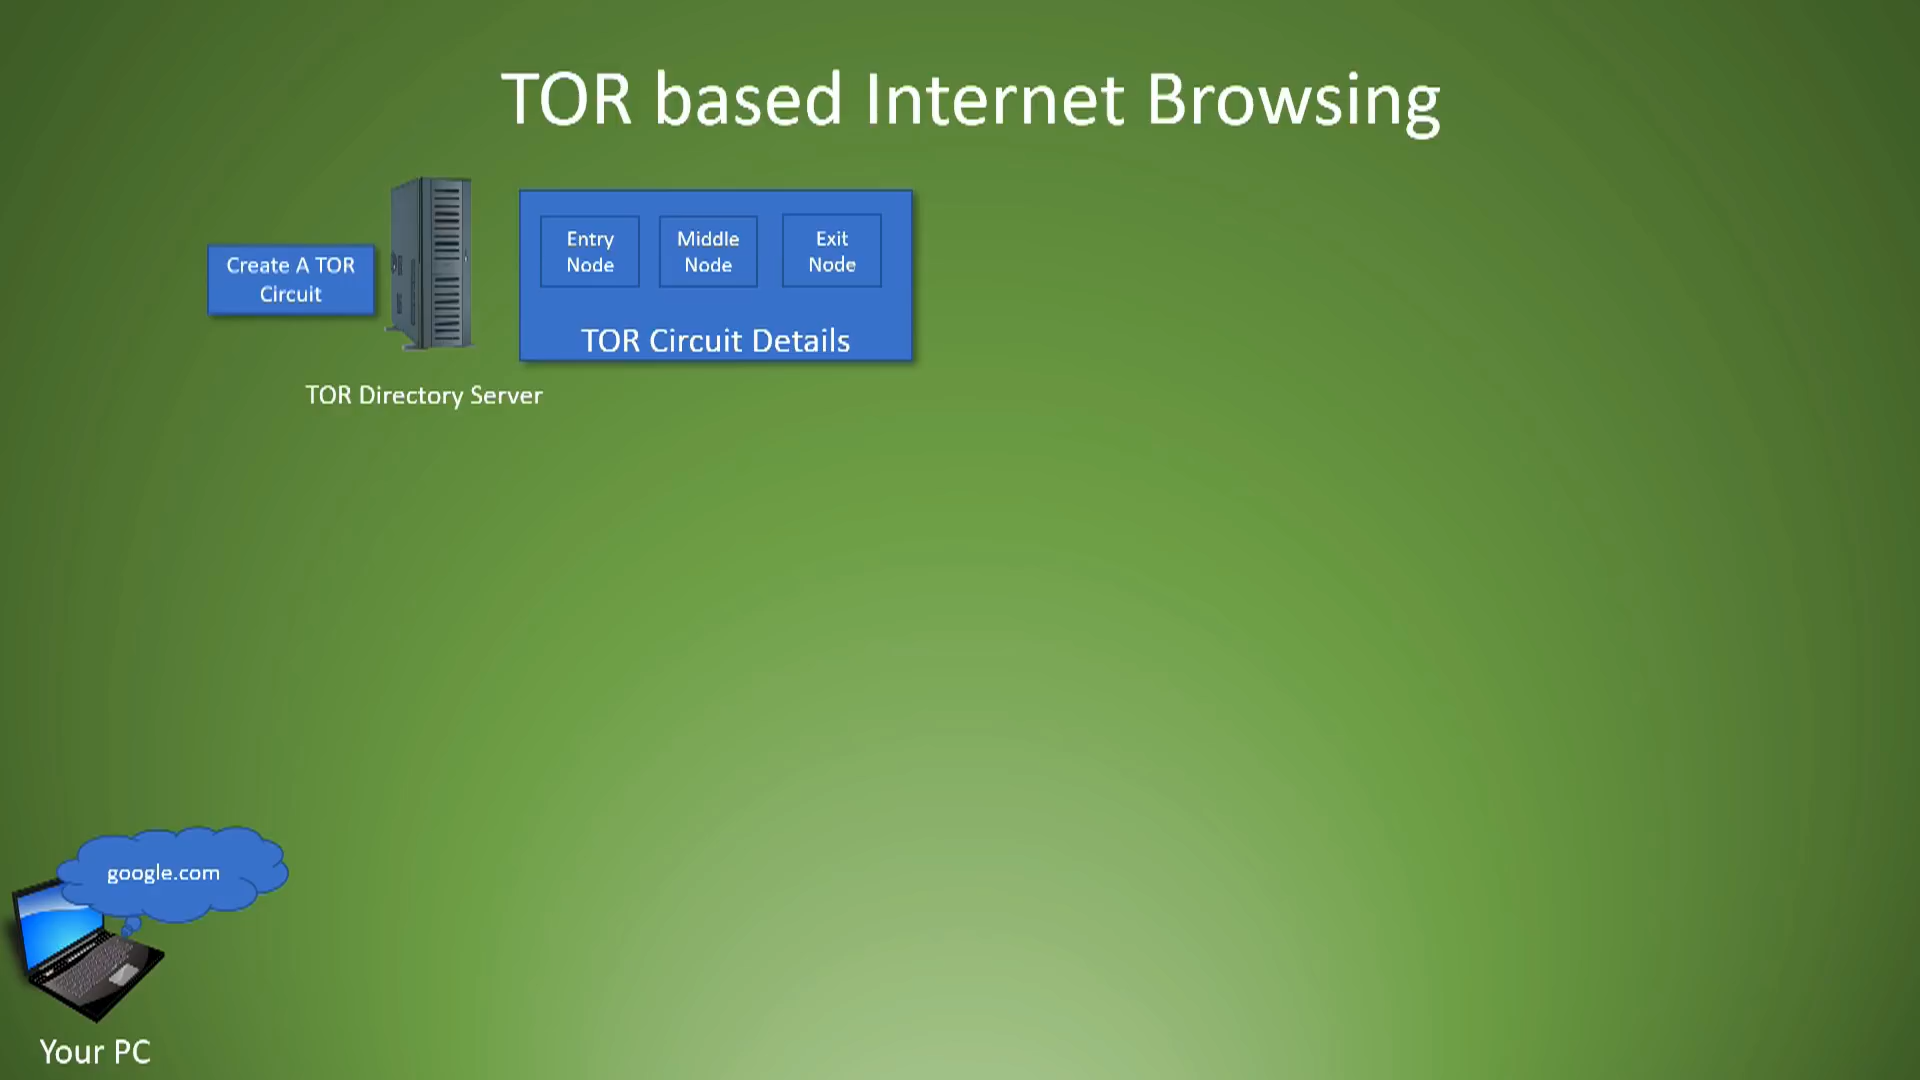 TOR based Internet Browsing
Create A TOR
Circuit
Entry
Node
Middle
Node
Exit
Node
TOR Circuit Details
TOR Directory Server
google.com
Your PC